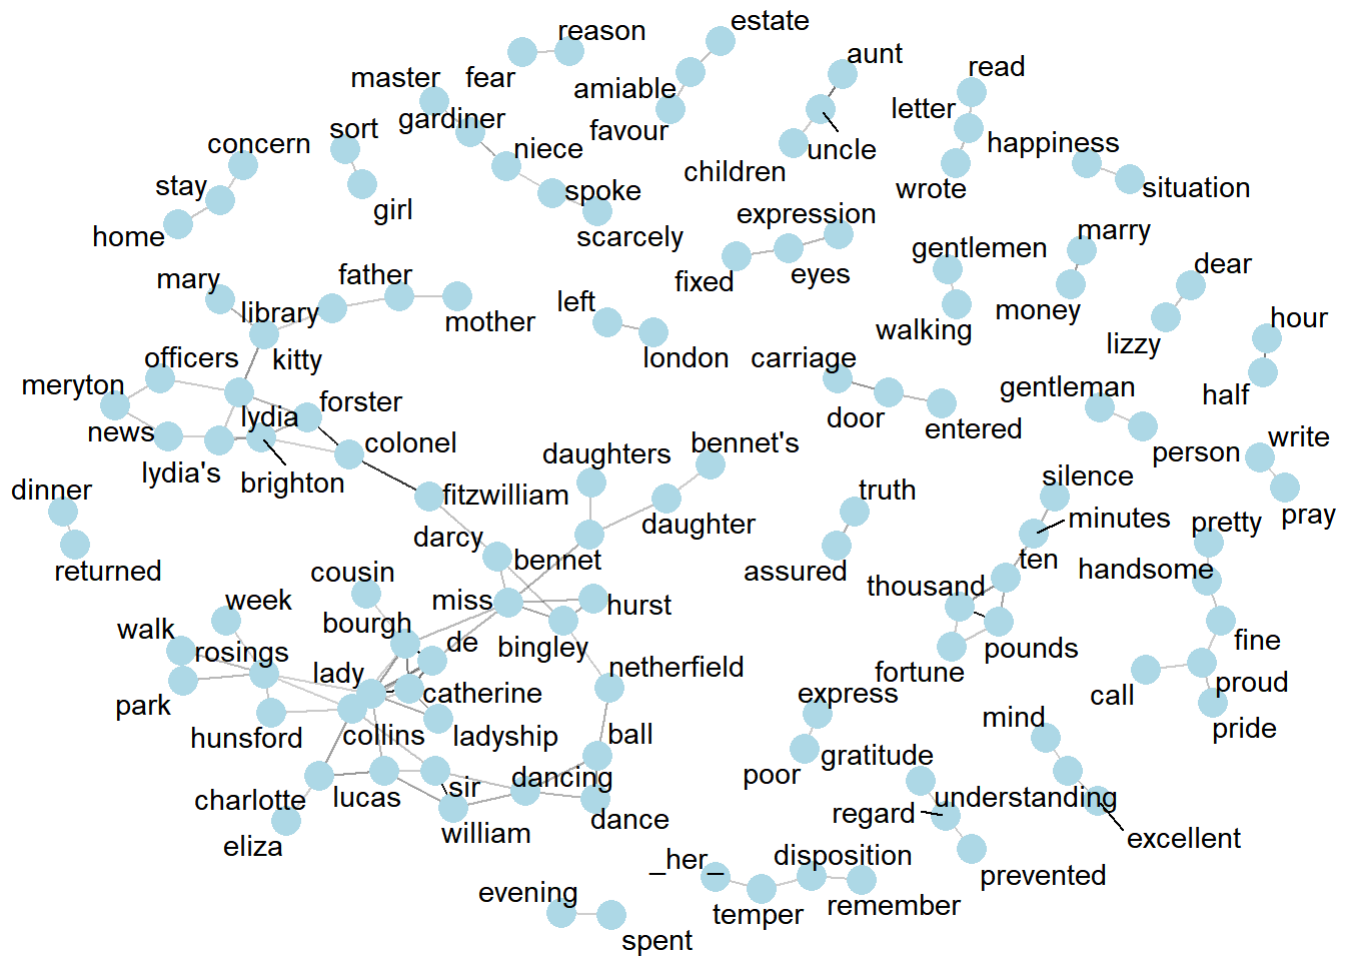 estate
reason
aunt
master
fear
read
amiable
letter
gardiner
sort
favour
concern
happiness
niece
uncle
children
stay
wrote
situation
spoke
girl
expression
marry
home
scarcely
gentlemen
dear
father
mary
fixed
eyes
left
library
money
hour
mother
walking
lizzy
officers
kitty
london
carriage
meryton
gentleman
half
forster
lydia
door
news
entered
write
colonel
bennet's
daughters
person
lydia's
silence
brighton
dinner
fitzwilliam
truth
pray
minutes
daughter
pretty
darcy
bennet
ten
returned
cousin
assured
handsome
thousand
week
miss
hurst
bourgh
walk
de
fine
rosings
bingley
pounds
netherfield
lady
fortune
proud
catherine
express
call
park
mind
pride
hunsford
collins
ladyship
ball
gratitude
poor
dancing
sir
charlotte
lucas
understanding
regard
dance
william
excellent
eliza
disposition
_her_
prevented
evening
remember
temper
spent